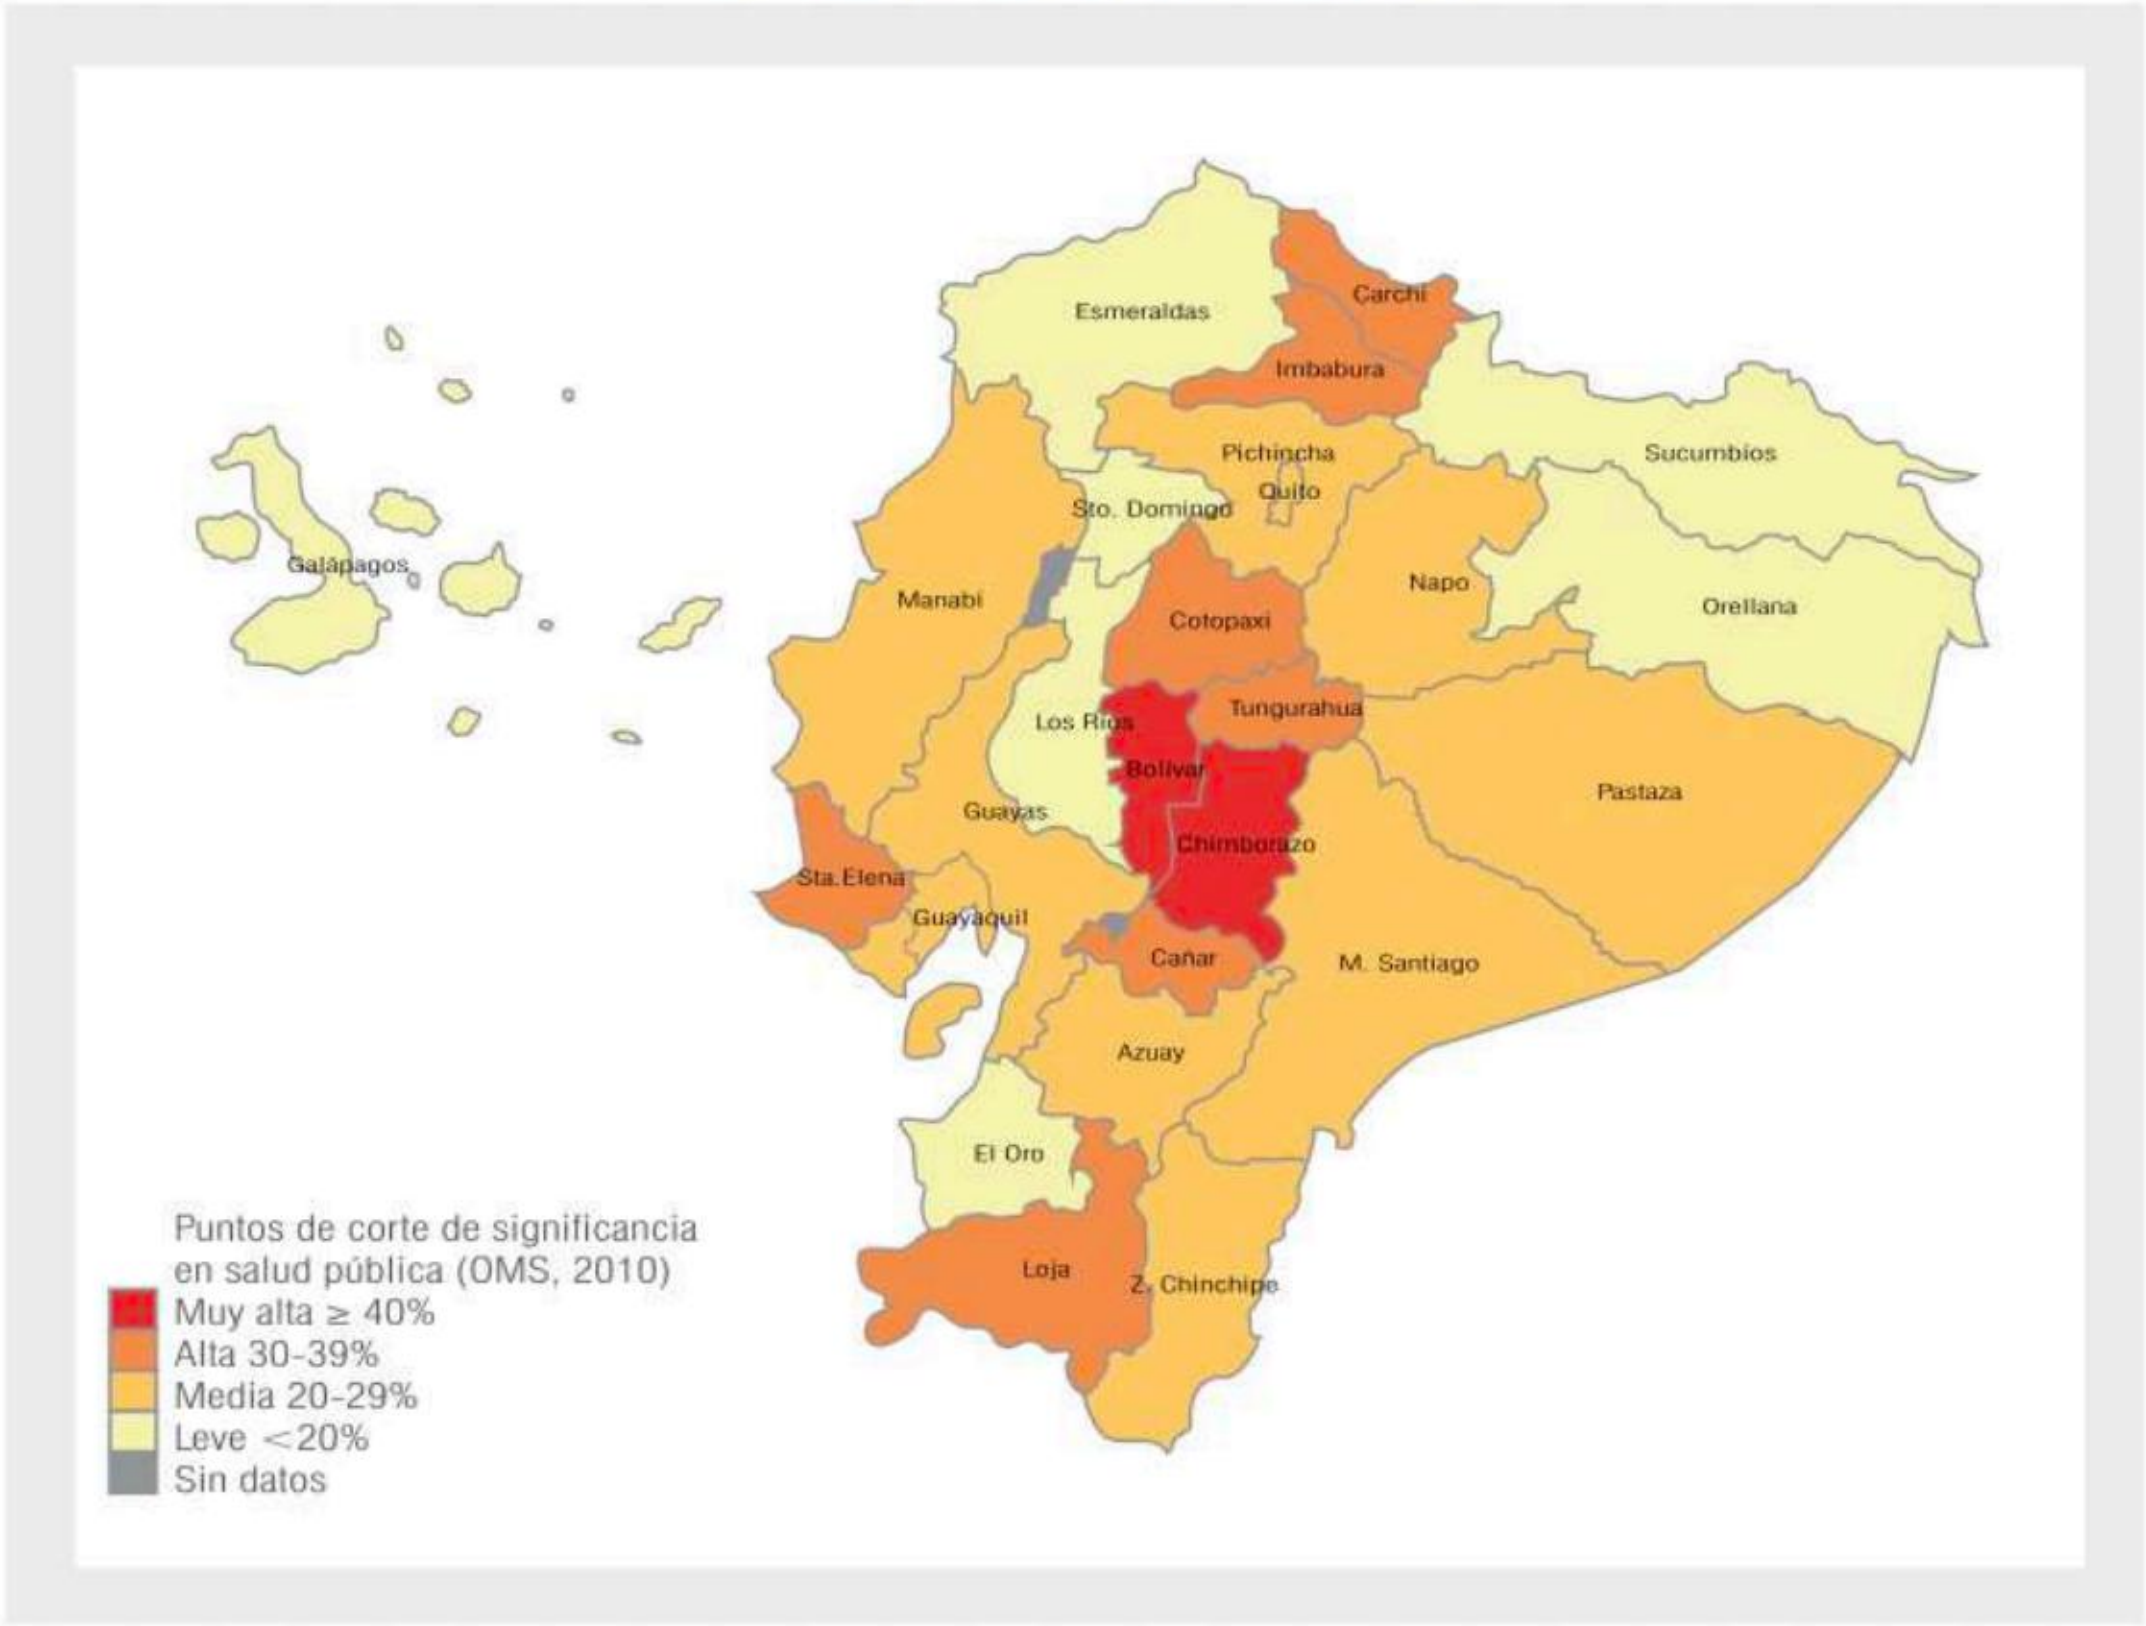 Esmeraldas
Carchi
Imbabura
Pichincha
Quito
Sucumbios
Sto. Domingo
Galápagos
Manabi
Napo
Orellana
Cotopaxi
Los Rios
Tungurahua
Bolivar
Pastaza
Guayas
Chimborazo
Sta.Elena
Guayaquil
Cañar
M. Santiago
Azuay
El Oro
Loja
Z. Chinchipe
Puntos de corte de significancia
en salud pública (OMS, 2010)
Muy alta ≥ 40%
Alta 30-39%
Media 20-29%
Leve <20%
Sin datos